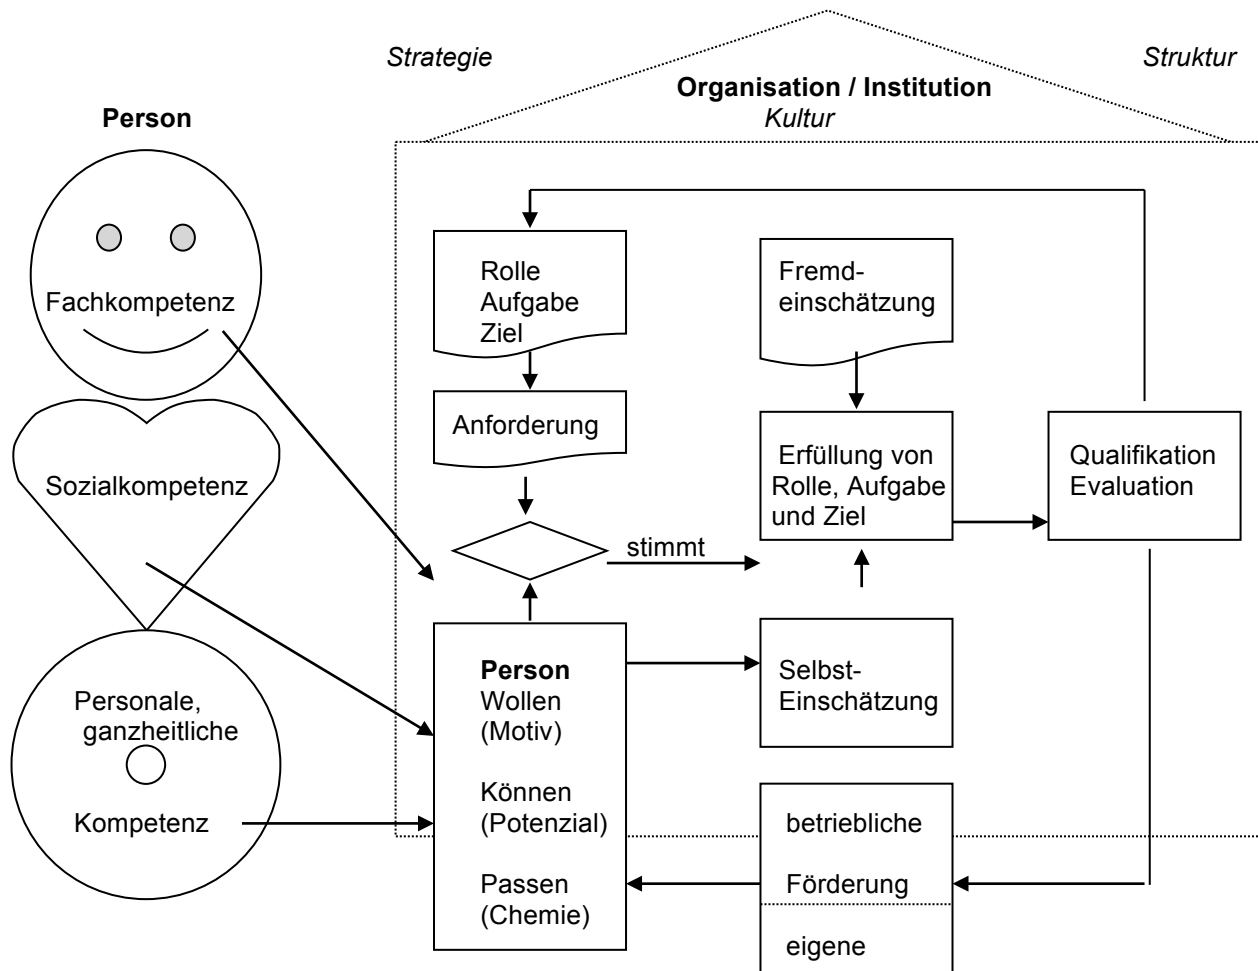 Strategie
Struktur
Organisation / Institution
Kultur
Person
Fachkompetenz
Sozialkompetenz
Personale,
ganzheitliche
Kompetenz
Rolle
Aufgabe
Ziel
Anforderung
stimmt
Person
Wollen
(Motiv)
Können
(Potenzial)
Passen
(Chemie)
Fremd-
einschätzung
Erfüllung von
Rolle, Aufgabe
und Ziel
Selbst-
Einschätzung
betriebliche
Förderung
eigene
Qualifikation
Evaluation